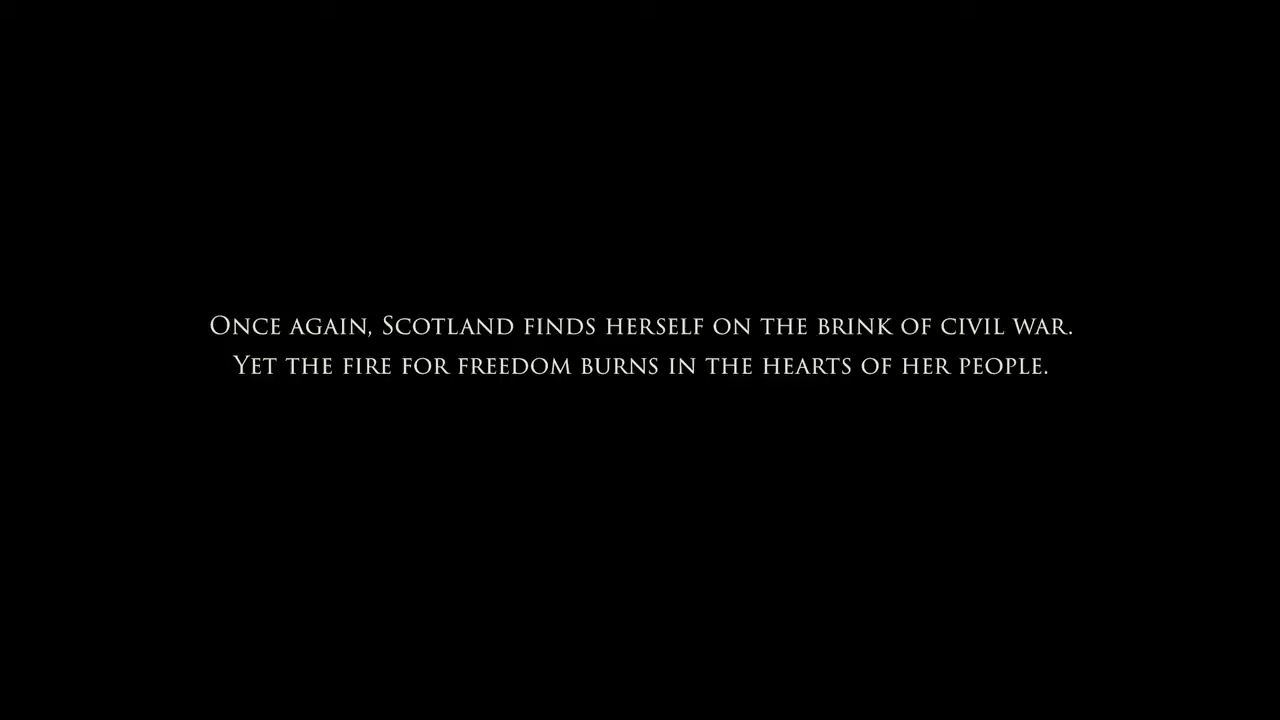 Once again, Scotland finds herself on the brink of civil war.
Yet the fire for freedom burns in the hearts of her people.